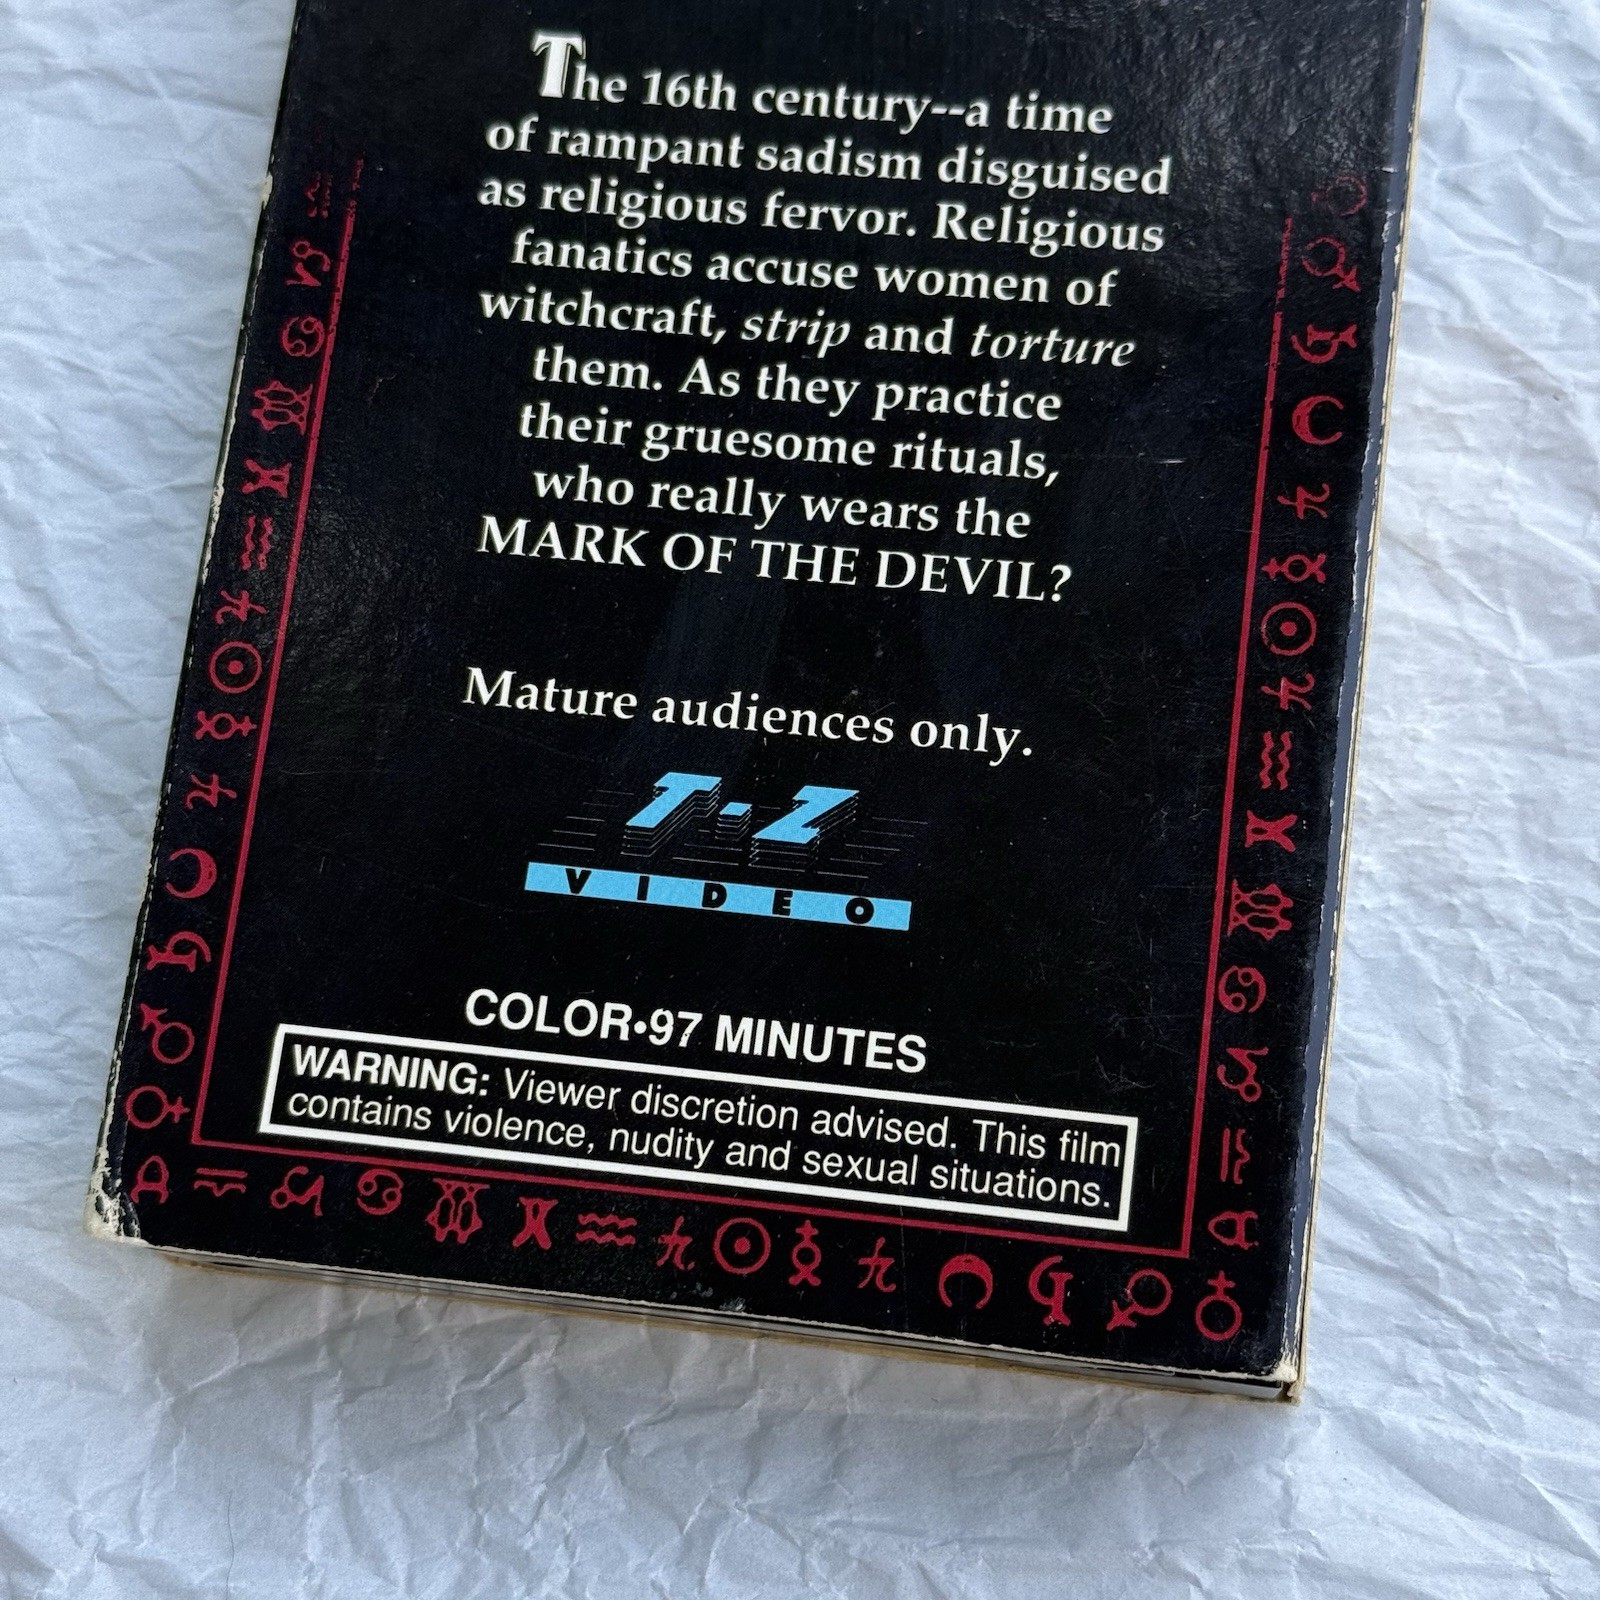 The 16th century--a time
of rampant sadism disguised
as religious fervor. Religious
fanatics accuse women of
witchcraft, strip and torture
them. As they practice
their gruesome rituals,
who really wears the
MARK OF THE DEVIL?
Mature audiences only.
T-Z
VIDEO
COLOR•97 MINUTES
WARNING: Viewer discretion advised. This film
contains violence, nudity and sexual situations.